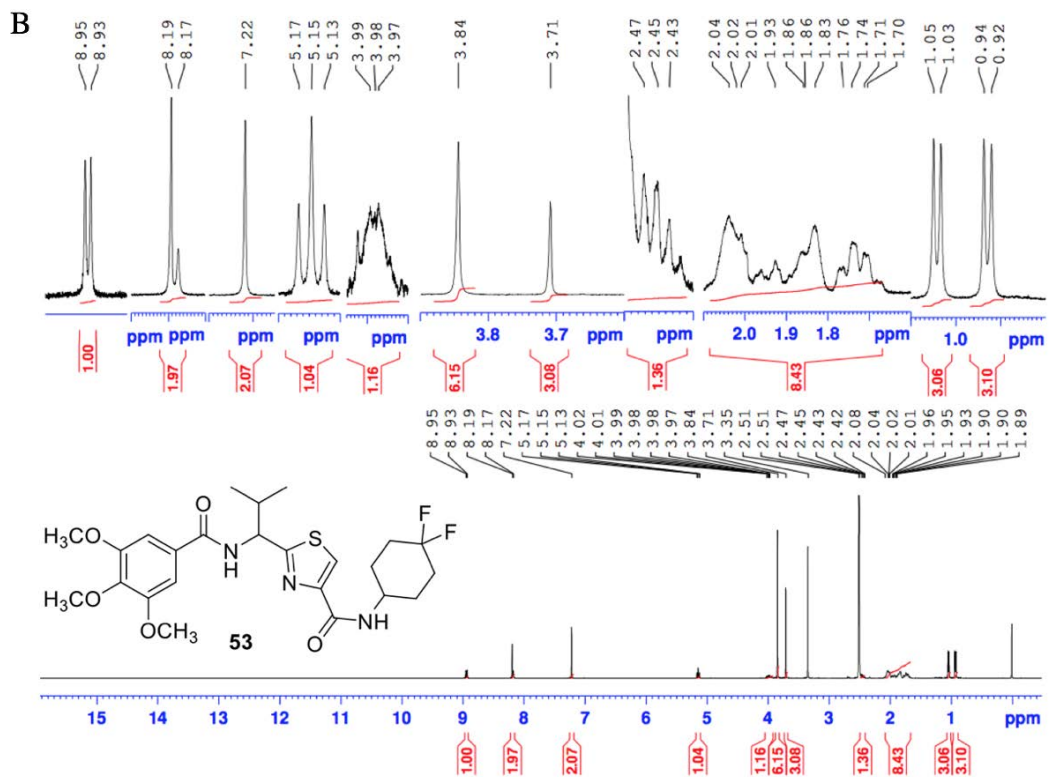 B
8.95 8.93 8.19 8.17 7.22 5.17 5.15 5.13 3.99 3.98 3.97 3.84 3.71 2.47 2.45 2.43 2.04 2.02 2.01 1.93 1.86 1.86 1.83 1.76 1.74 1.71 1.70 1.05 1.03 0.94 0.92
ppm ppm ppm ppm ppm 3.8 3.7 ppm ppm 2.0 1.9 1.8 ppm 1.0 ppm
1.00 1.97 2.07 1.04 1.16 6.15 3.08 1.36 8.43 3.06 3.10
8.95 8.93 8.19 8.17 7.22 5.17 5.15 5.13 4.02 4.01 3.99 3.98 3.98 3.97 3.84 3.71 3.35 2.51 2.51 2.47 2.45 2.43 2.42 2.08 2.04 2.02 2.01 1.96 1.95 1.93 1.90 1.90 1.89
O
S
F
F
H₃CO
N
H
N
H₃CO
OCH₃
O
NH
53
15 14 13 12 11 10 9 8 7 6 5 4 3 2 1 ppm
1.00 1.97 2.07 1.04 1.16 6.15 3.08 1.36 8.43 3.06 3.10